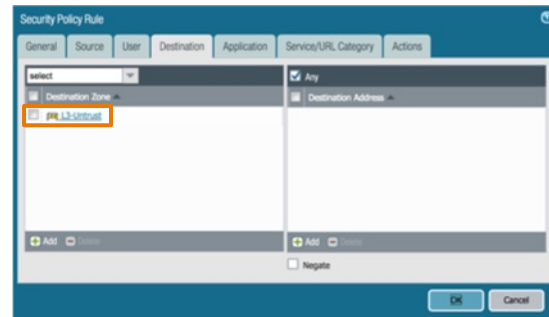 Security Policy Rule
General Source User Destination Application Service/URL Category Actions
select
Any
Destination Zone
Destination Address
L3-Untrust
Add Delete
Add Delete
Negate
OK Cancel